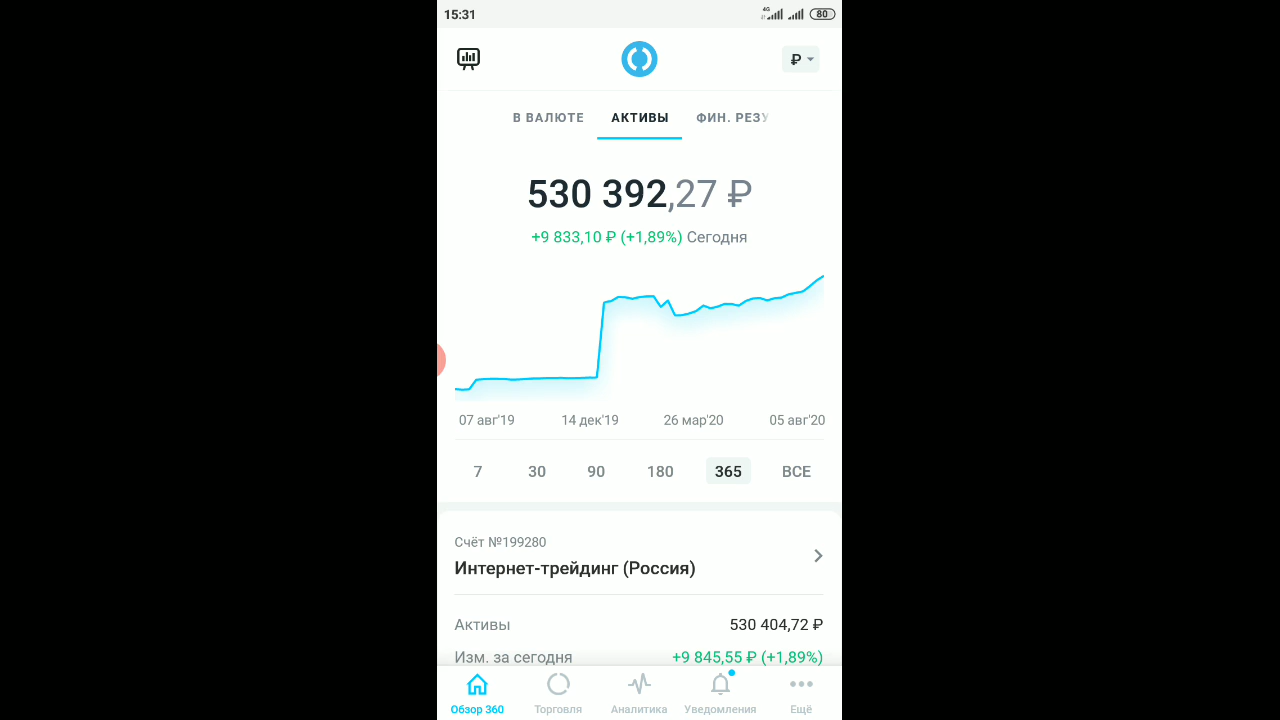 15:31
4G
80
₽
В ВАЛЮТЕ АКТИВЫ ФИН. РЕЗУ
530 392,27 ₽
+9 833,10 ₽ (+1,89%) Сегодня
07 авг'19 14 дек'19 26 мар'20 05 авг'20
7 30 90 180 365 ВСЕ
Счёт №199280
Интернет-трейдинг (Россия)
Активы 530 404,72 ₽
Изм. за сегодня +9 845,55 ₽ (+1,89%)
Обзор 360 Торговля Аналитика Уведомления Ещё